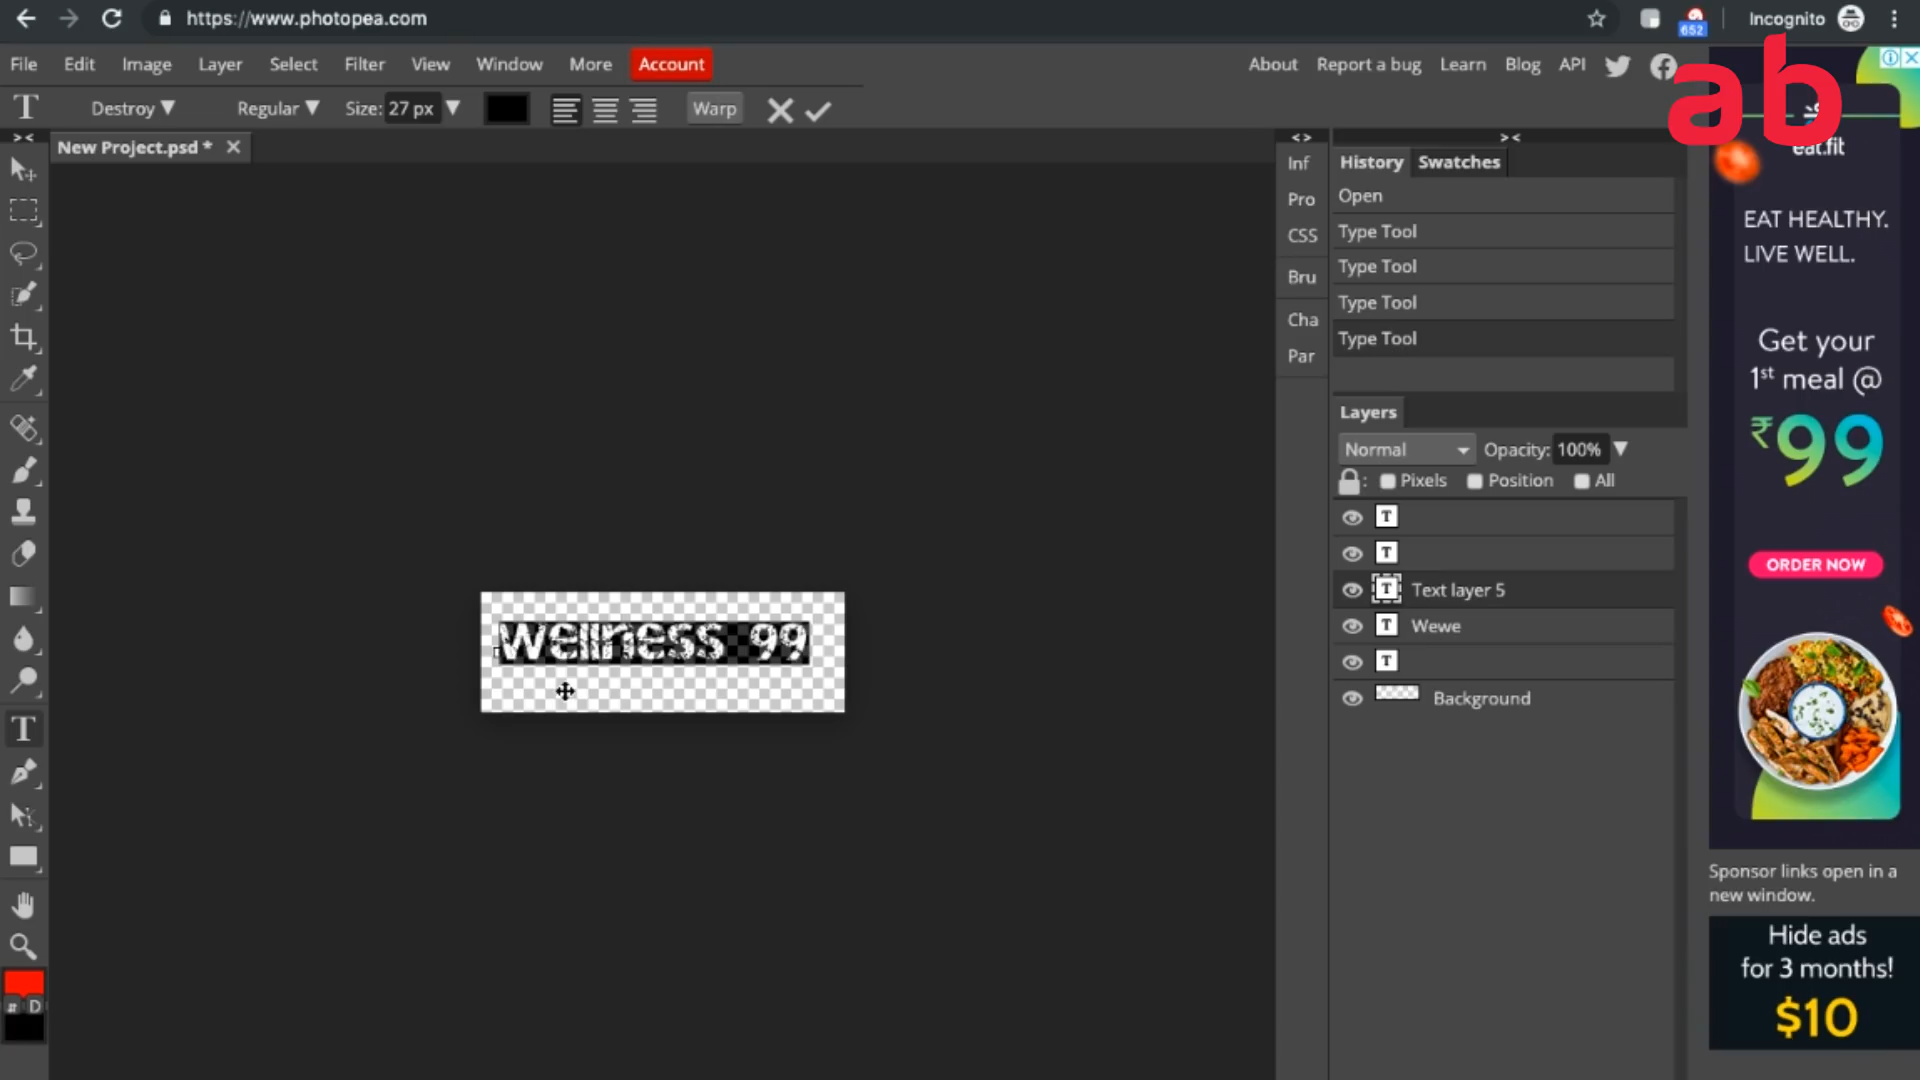 https://www.photopea.com
652
Incognito
File Edit Image Layer Select Filter View Window More Account
About Report a bug Learn Blog API
T Destroy Regular Size: 27 px Warp
New Project.psd *
Inf
Pro
CSS
Bru
Cha
Par
History Swatches
Open
Type Tool
Type Tool
Type Tool
Type Tool
Layers
Normal Opacity: 100%
: Pixels Position All
T
T
T Text layer 5
T Wewe
T
Background
wellness 99
T
D
ab
eat.fit
EAT HEALTHY.
LIVE WELL.
Get your
1st meal @
₹99
ORDER NOW
Sponsor links open in a
new window.
Hide ads
for 3 months!
$10